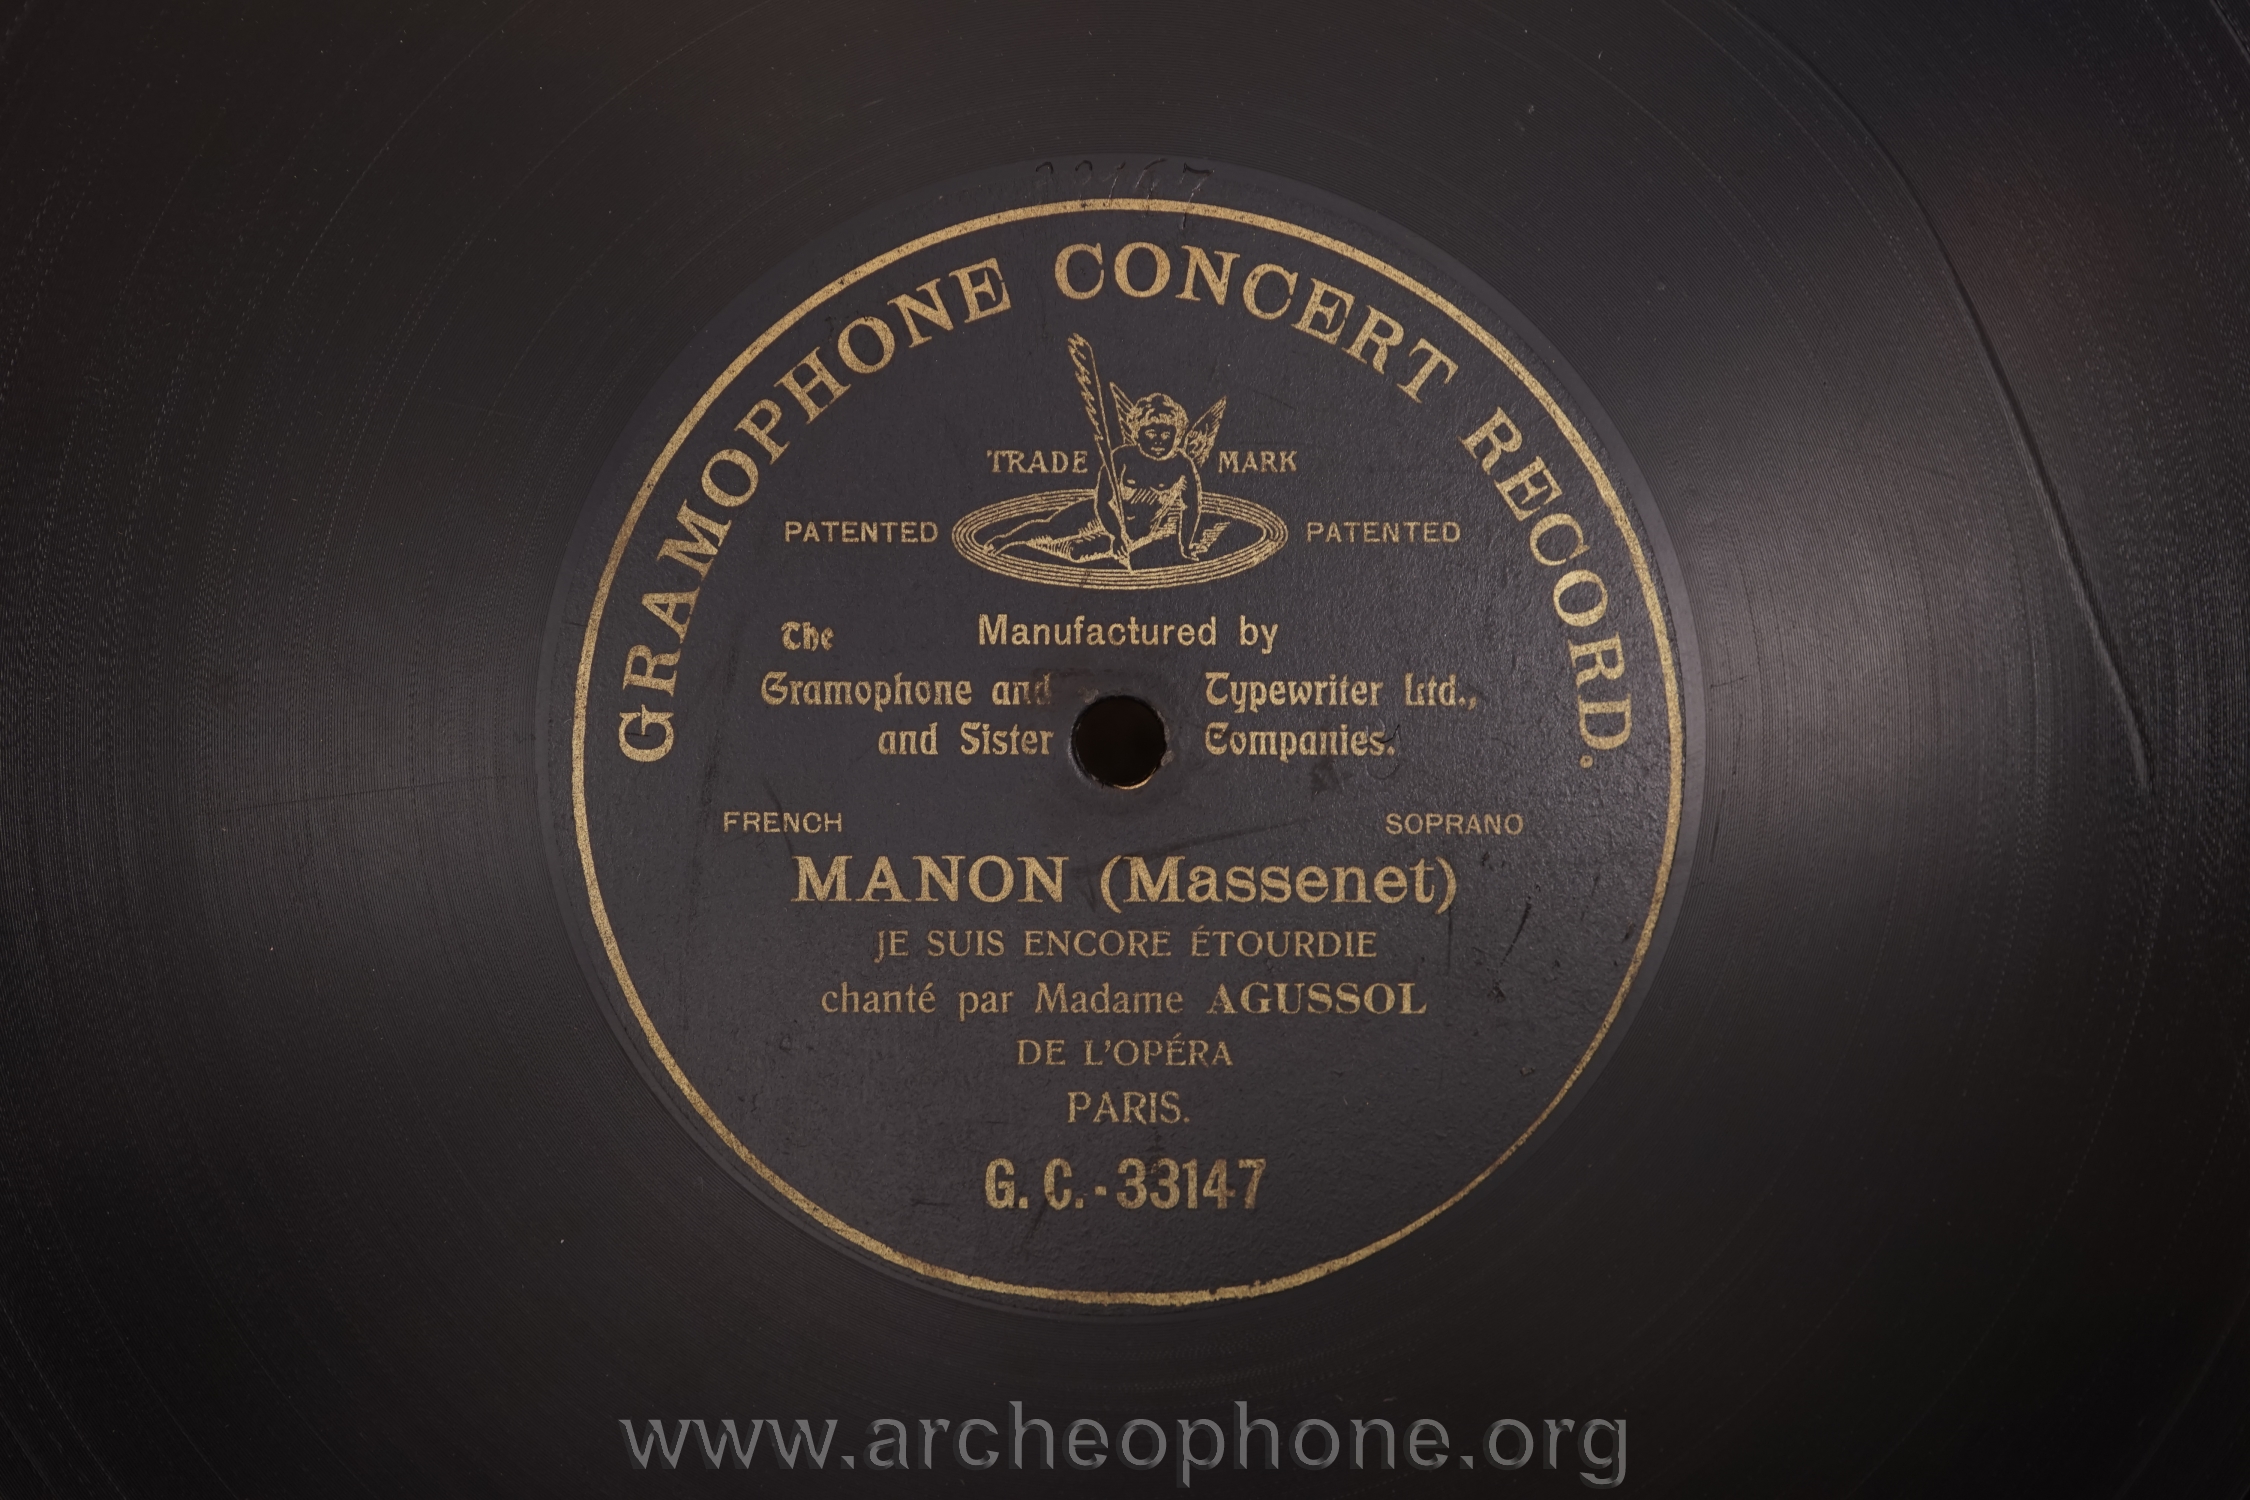 33147
GRAMOPHONE CONCERT RECORD.
TRADE MARK
PATENTED PATENTED
The Manufactured by
Gramophone and Typewriter Ltd.,
and Sister Companies.
FRENCH SOPRANO
MANON (Massenet)
JE SUIS ENCORE ÉTOURDIE
chanté par Madame AGUSSOL
DE L'OPÉRA
PARIS.
G. C. - 33147
www.archeophone.org